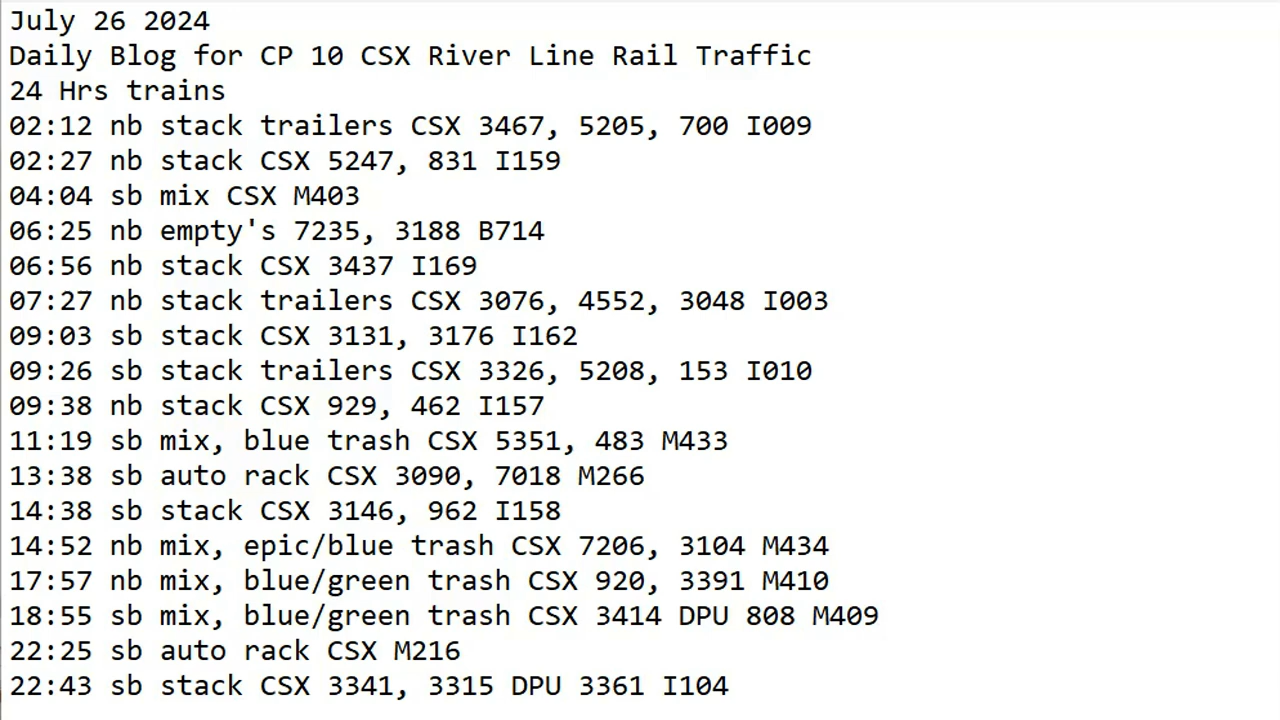 July 26 2024
Daily Blog for CP 10 CSX River Line Rail Traffic
24 Hrs trains
02:12 nb stack trailers CSX 3467, 5205, 700 I009
02:27 nb stack CSX 5247, 831 I159
04:04 sb mix CSX M403
06:25 nb empty's 7235, 3188 B714
06:56 nb stack CSX 3437 I169
07:27 nb stack trailers CSX 3076, 4552, 3048 I003
09:03 sb stack CSX 3131, 3176 I162
09:26 sb stack trailers CSX 3326, 5208, 153 I010
09:38 nb stack CSX 929, 462 I157
11:19 sb mix, blue trash CSX 5351, 483 M433
13:38 sb auto rack CSX 3090, 7018 M266
14:38 sb stack CSX 3146, 962 I158
14:52 nb mix, epic/blue trash CSX 7206, 3104 M434
17:57 nb mix, blue/green trash CSX 920, 3391 M410
18:55 sb mix, blue/green trash CSX 3414 DPU 808 M409
22:25 sb auto rack CSX M216
22:43 sb stack CSX 3341, 3315 DPU 3361 I104